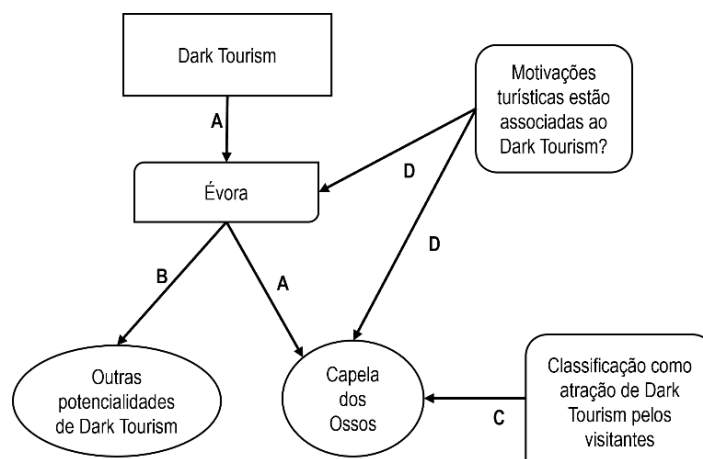 Dark Tourism
Motivações
turísticas estão
associadas ao
Dark Tourism?
A
Évora
D
D
B
A
Outras
potencialidades
de Dark Tourism
Capela
dos
Ossos
C
Classificação como
atração de Dark
Tourism pelos
visitantes